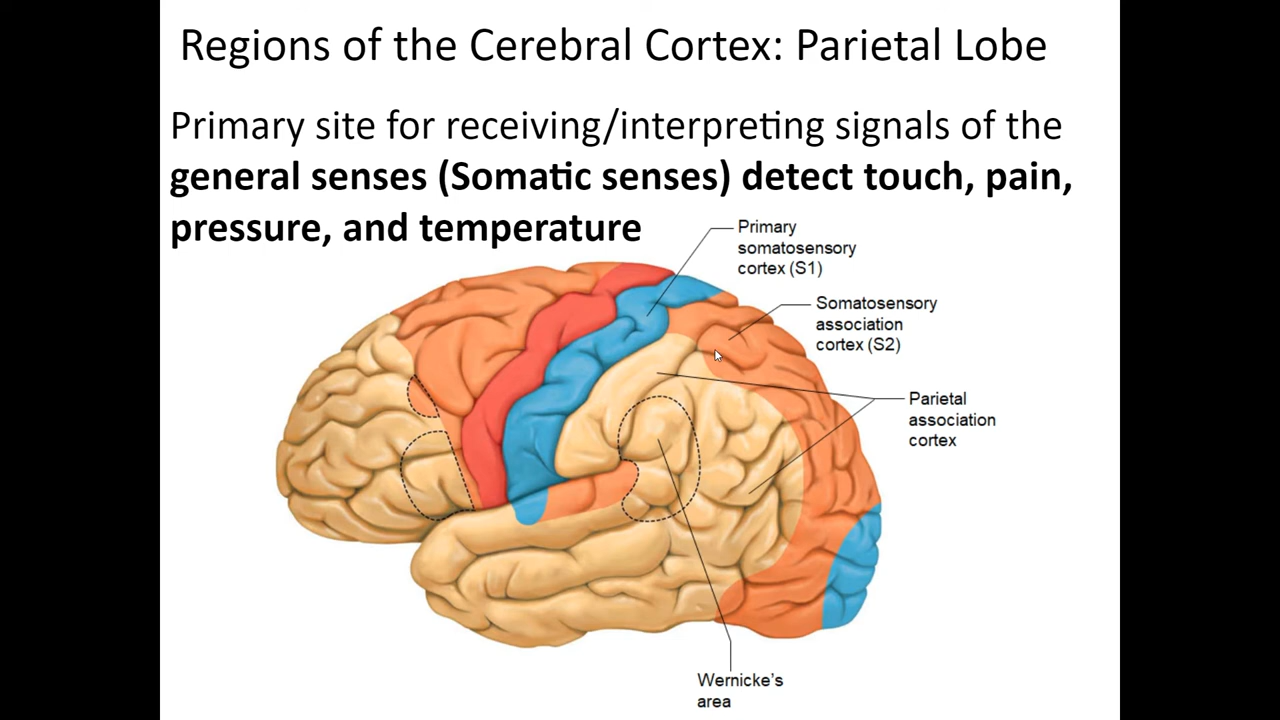 Regions of the Cerebral Cortex: Parietal Lobe
Primary site for receiving/interpreting signals of the
general senses (Somatic senses) detect touch, pain,
pressure, and temperature
Primary
somatosensory
cortex (S1)
Somatosensory
association
cortex (S2)
Parietal
association
cortex
Wernicke's
area